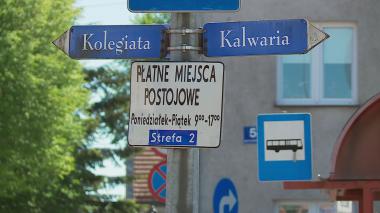 Kolegiata
Kalwaria
PŁATNE MIEJSCA
POSTOJOWE
Poniedziałek-Piątek 9⁰⁰-17⁰⁰
Strefa 2
5